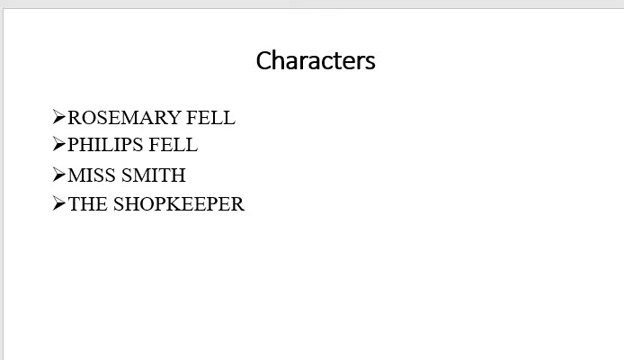 Characters
➢ROSEMARY FELL
➢PHILIPS FELL
➢MISS SMITH
➢THE SHOPKEEPER